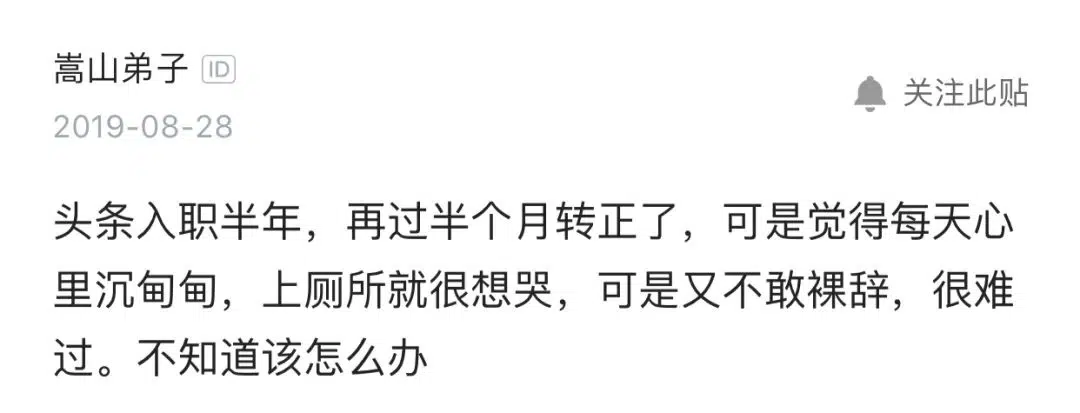 嵩山弟子 ID
关注此贴
2019-08-28
头条入职半年，再过半个月转正了，可是觉得每天心
里沉甸甸，上厕所就很想哭，可是又不敢裸辞，很难
过。不知道该怎么办